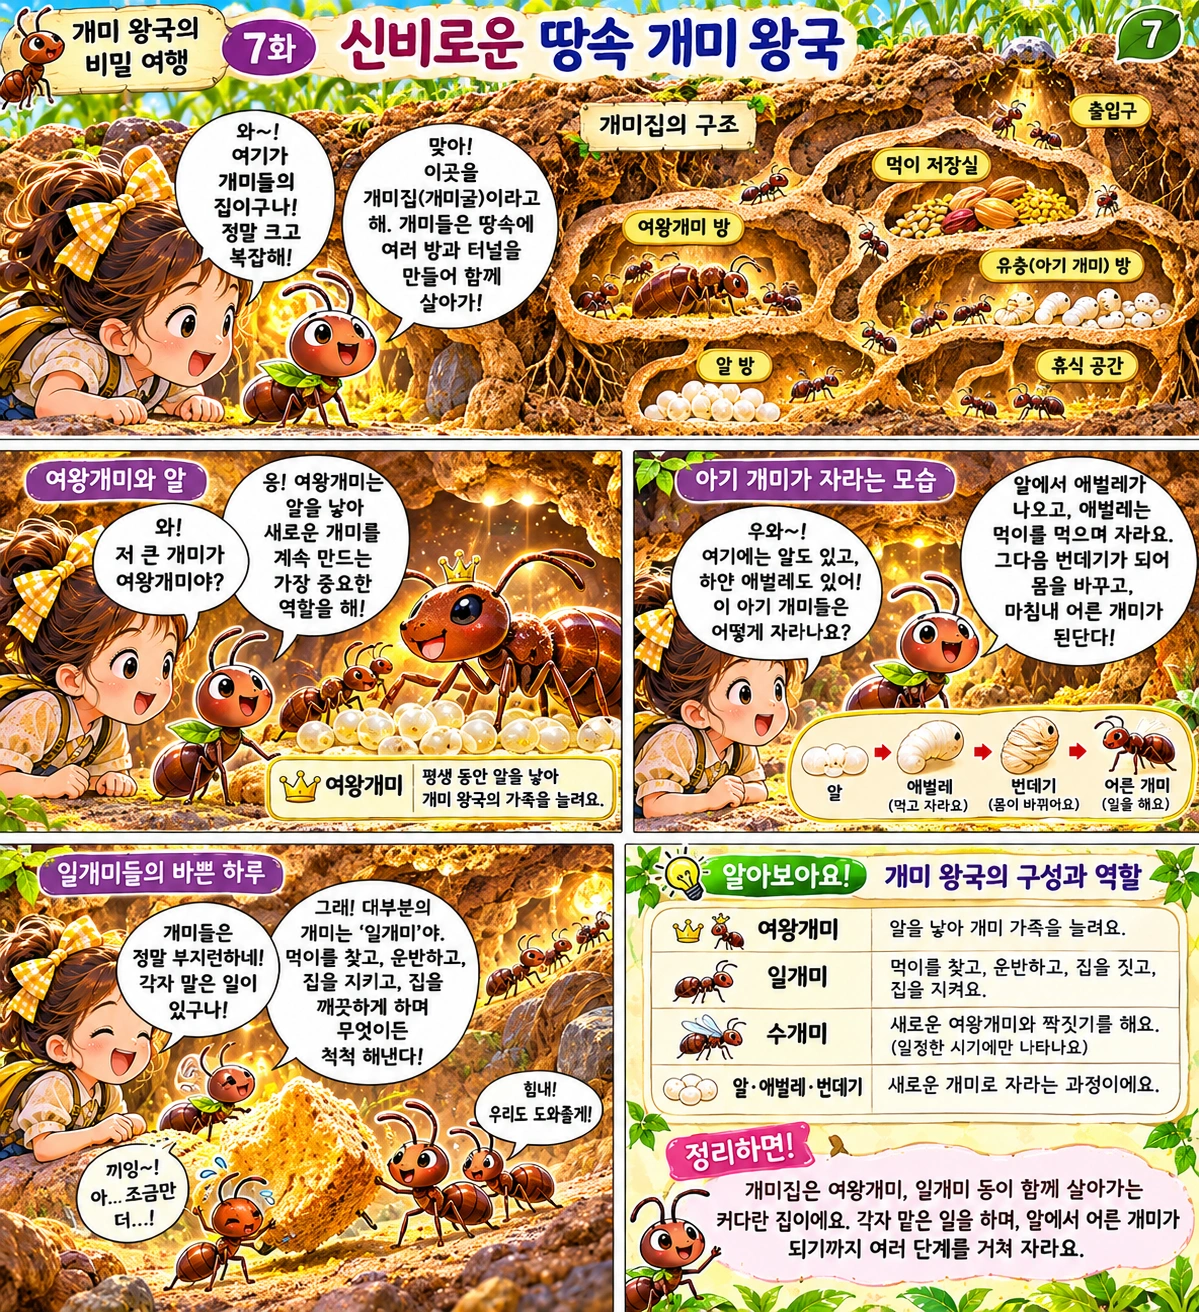 개미 왕국의
비밀 여행
7화
신비로운 땅속 개미 왕국
7
와~!
여기가
개미들의
집이구나!
정말 크고
복잡해!
맞아!
이곳을
개미집(개미굴)이라고
해. 개미들은 땅속에
여러 방과 터널을
만들어 함께
살아가!
개미집의 구조
출입구
먹이 저장실
여왕개미 방
유충(아기 개미) 방
알 방
휴식 공간
여왕개미와 알
와!
저 큰 개미가
여왕개미야?
응! 여왕개미는
알을 낳아
새로운 개미를
계속 만드는
가장 중요한
역할을 해!
여왕개미
평생 동안 알을 낳아
개미 왕국의 가족을 늘려요.
아기 개미가 자라는 모습
우와~!
여기에는 알도 있고,
하얀 애벌레도 있어!
이 아기 개미들은
어떻게 자라나요?
알에서 애벌레가
나오고, 애벌레는
먹이를 먹으며 자라요.
그다음 번데기가 되어
몸을 바꾸고,
마침내 어른 개미가
된단다!
알
애벌레
(먹고 자라요)
번데기
(몸이 바뀌어요)
어른 개미
(일을 해요)
일개미들의 바쁜 하루
개미들은
정말 부지런하네!
각자 맡은 일이
있구나!
그래! 대부분의
개미는 '일개미'야.
먹이를 찾고, 운반하고,
집을 지키고, 집을
깨끗하게 하며
무엇이든
척척 해낸다!
끼잉~!
아...조금만
더...!
힘내!
우리도 도와줄게!
알아보아요!
개미 왕국의 구성과 역할
여왕개미
알을 낳아 개미 가족을 늘려요.
일개미
먹이를 찾고, 운반하고, 집을 짓고,
집을 지켜요.
수개미
새로운 여왕개미와 짝짓기를 해요.
(일정한 시기에만 나타나요)
알·애벌레·번데기
새로운 개미로 자라는 과정이에요.
정리하면!
개미집은 여왕개미, 일개미 등이 함께 살아가는
커다란 집이에요. 각자 맡은 일을 하며, 알에서 어른 개미가
되기까지 여러 단계를 거쳐 자라요.